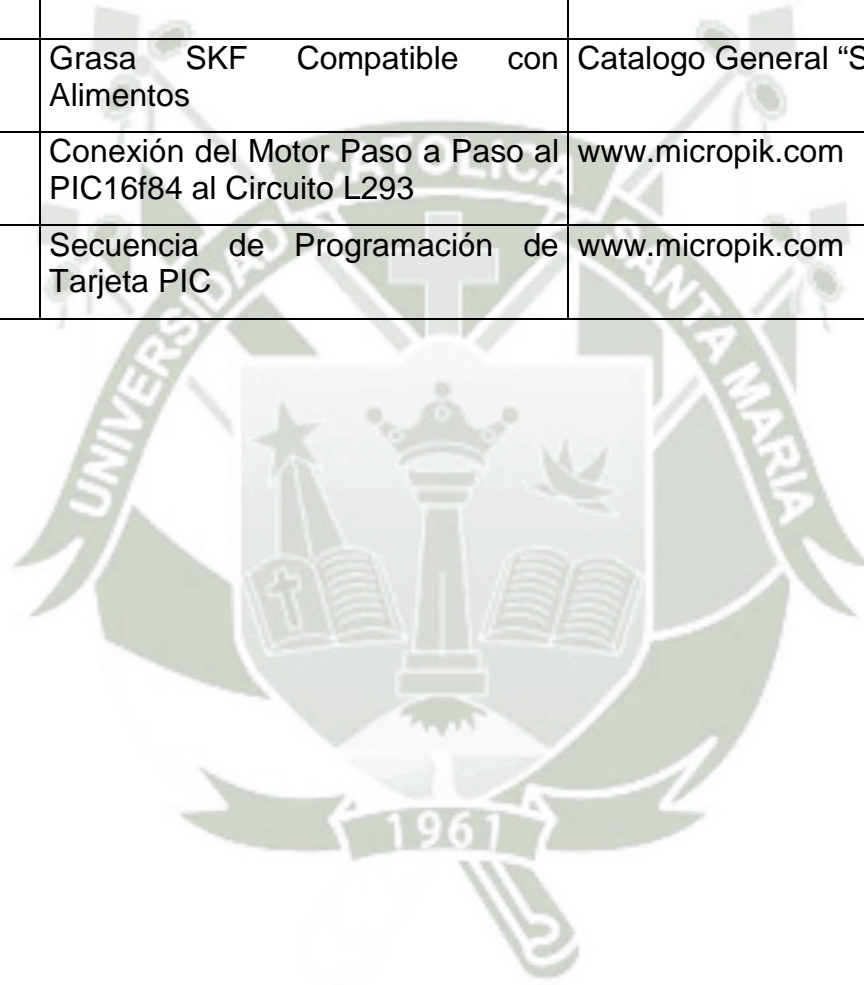 Grasa SKF Compatible con Alimentos
Catalogo General “S
Conexión del Motor Paso a Paso al PIC16f84 al Circuito L293
www.micropik.com
Secuencia de Programación de Tarjeta PIC
www.micropik.com
UNIVERSIDAD CATOLICA SANTA MARIA
1961